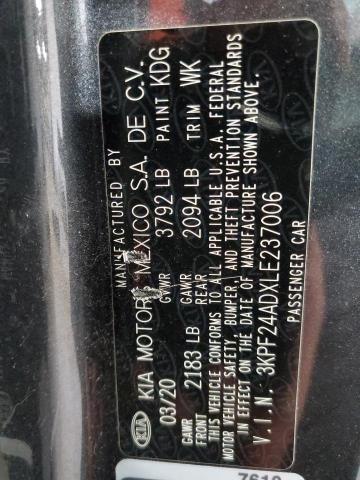 MANUFACTURED BY
KIA KIA MOTORS MEXICO S.A. DE C.V.
03/20 GVWR 3792 LB PAINT KDG
GAWR FRONT 2183 LB GAWR REAR 2094 LB TRIM WK
THIS VEHICLE CONFORMS TO ALL APPLICABLE U.S.A. FEDERAL
MOTOR VEHICLE SAFETY, BUMPER, AND THEFT PREVENTION STANDARDS
IN EFFECT ON THE DATE OF MANUFACTURE SHOWN ABOVE.
V.I.N.: 3KPF24ADXLE237006
PASSENGER CAR